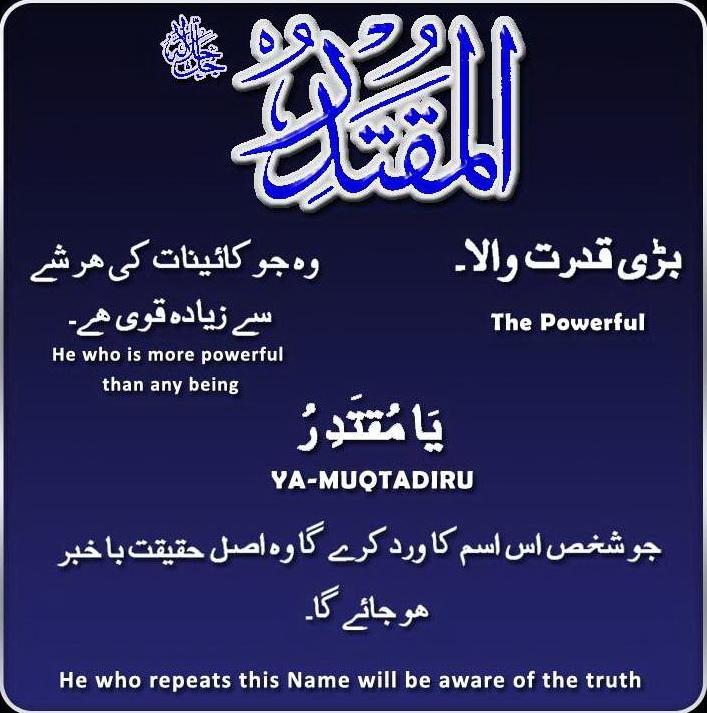 جل جلاله
المقتدر
بڑی قدرت والا۔
The Powerful
وہ جو کائینات کی ھر شے
سے زیادہ قوی ھے۔
He who is more powerful
than any being
يَا مُقتَدِرُ
YA-MUQTADIRU
جو شخص اس اسم کا ورد کرے گا وہ اصل حقیقت با خبر
ھو جائے گا۔
He who repeats this Name will be aware of the truth